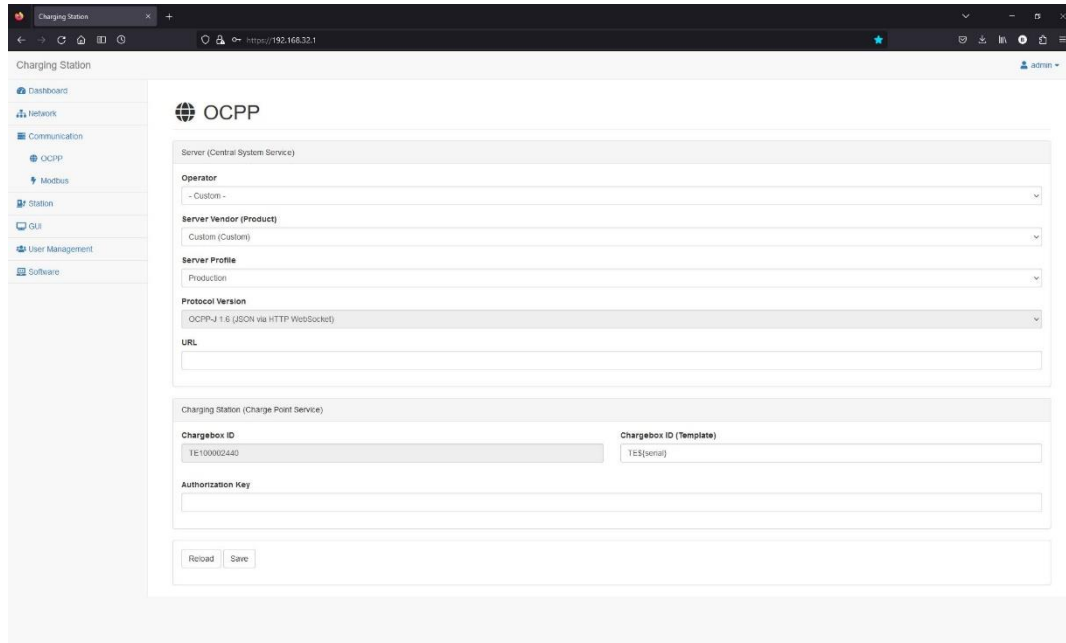 Charging Station
https://192.168.32.1
Charging Station
admin
Dashboard
Network
Communication
OCPP
Modbus
Station
GUI
User Management
Software
OCPP
Server (Central System Service)
Operator
- Custom -
Server Vendor (Product)
Custom (Custom)
Server Profile
Production
Protocol Version
OCPP-J 1.6 (JSON via HTTP WebSocket)
URL
Charging Station (Charge Point Service)
Chargebox ID
Chargebox ID (Template)
TE100002440
TE${serial}
Authorization Key
Reload
Save